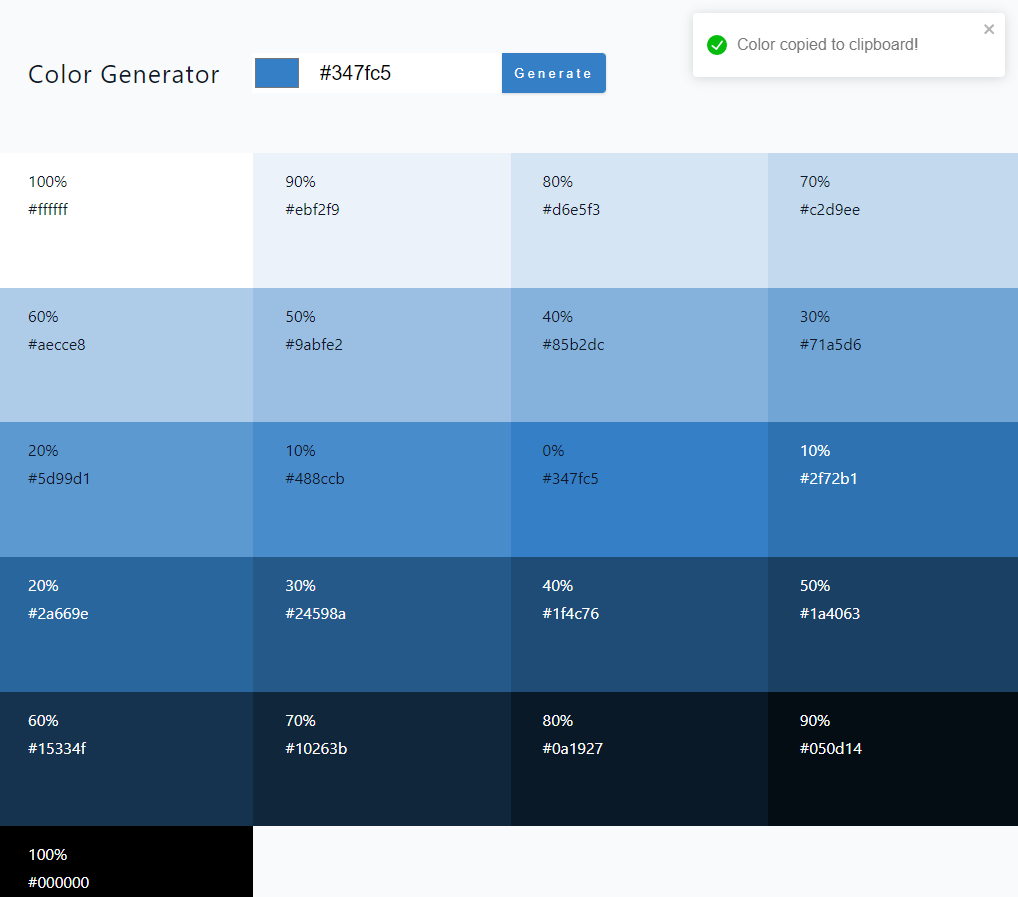 Color Generator
#347fc5
Generate
Color copied to clipboard!
100%
#ffffff
90%
#ebf2f9
80%
#d6e5f3
70%
#c2d9ee
60%
#aecce8
50%
#9abfe2
40%
#85b2dc
30%
#71a5d6
20%
#5d99d1
10%
#488ccb
0%
#347fc5
10%
#2f72b1
20%
#2a669e
30%
#24598a
40%
#1f4c76
50%
#1a4063
60%
#15334f
70%
#10263b
80%
#0a1927
90%
#050d14
100%
#000000